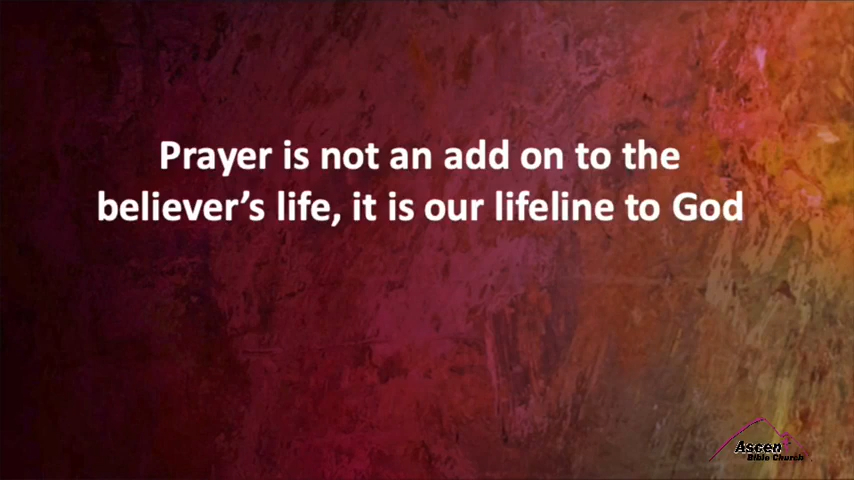 Prayer is not an add on to the
believer’s life, it is our lifeline to God
Ascen
Bible Church